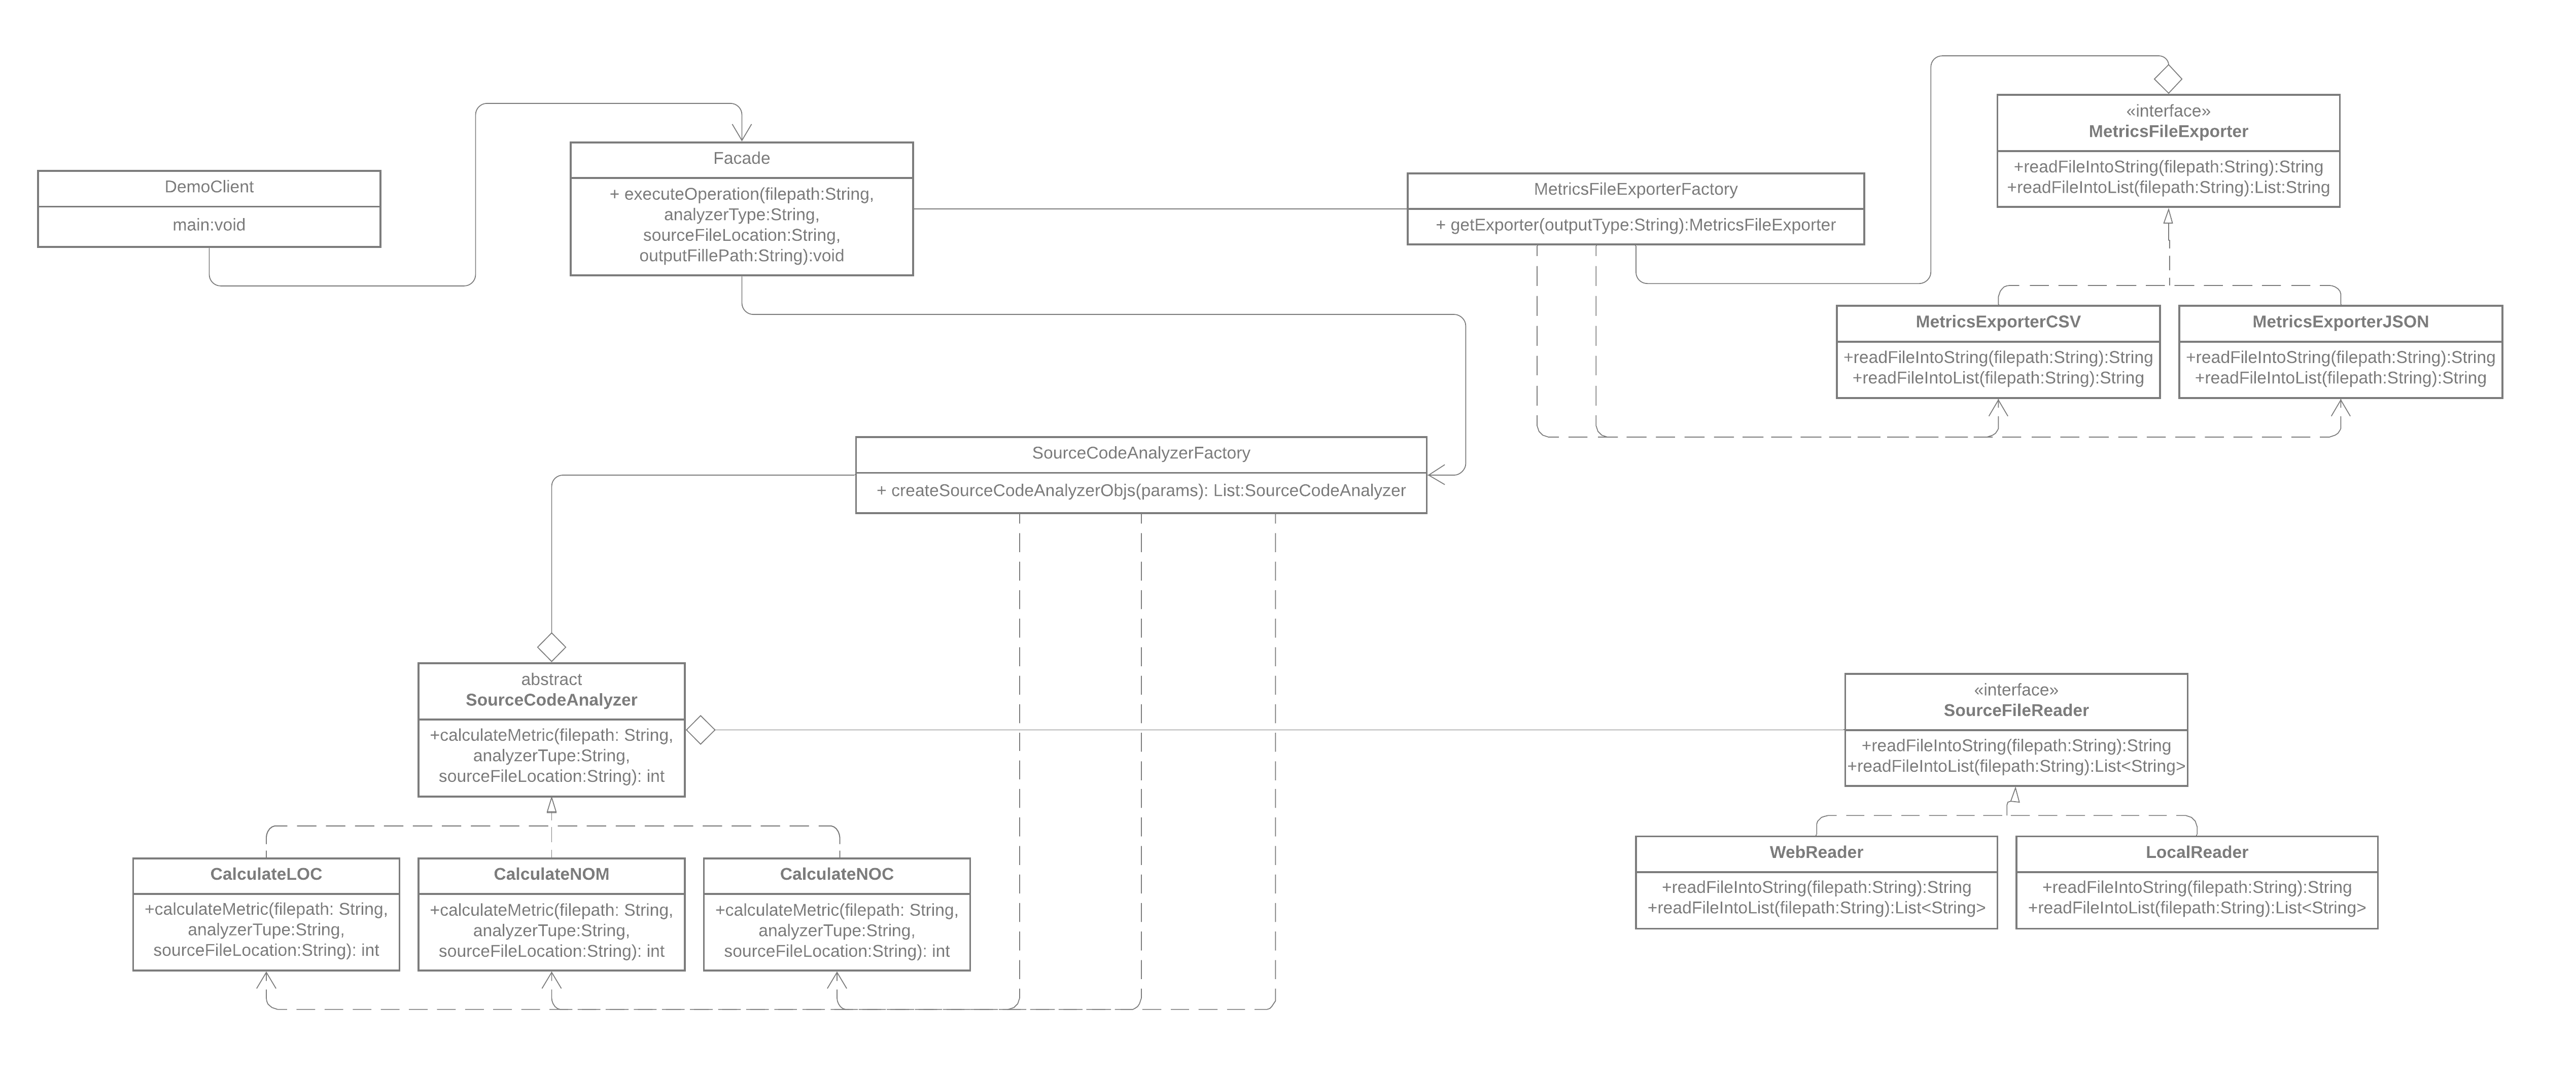 DemoClient
main:void
Facade
+ executeOperation(filepath:String,
analyzerType:String,
sourceFileLocation:String,
outputFillePath:String):void
MetricsFileExporterFactory
+ getExporter(outputType:String):MetricsFileExporter
«interface»
MetricsFileExporter
+readFileIntoString(filepath:String):String
+readFileIntoList(filepath:String):List:String
MetricsExporterCSV
+readFileIntoString(filepath:String):String
+readFileIntoList(filepath:String):String
MetricsExporterJSON
+readFileIntoString(filepath:String):String
+readFileIntoList(filepath:String):String
SourceCodeAnalyzerFactory
+ createSourceCodeAnalyzerObjs(params): List:SourceCodeAnalyzer
abstract
SourceCodeAnalyzer
+calculateMetric(filepath: String,
analyzerTupe:String,
sourceFileLocation:String): int
«interface»
SourceFileReader
+readFileIntoString(filepath:String):String
+readFileIntoList(filepath:String):List<String>
CalculateLOC
+calculateMetric(filepath: String,
analyzerTupe:String,
sourceFileLocation:String): int
CalculateNOM
+calculateMetric(filepath: String,
analyzerTupe:String,
sourceFileLocation:String): int
CalculateNOC
+calculateMetric(filepath: String,
analyzerTupe:String,
sourceFileLocation:String): int
WebReader
+readFileIntoString(filepath:String):String
+readFileIntoList(filepath:String):List<String>
LocalReader
+readFileIntoString(filepath:String):String
+readFileIntoList(filepath:String):List<String>